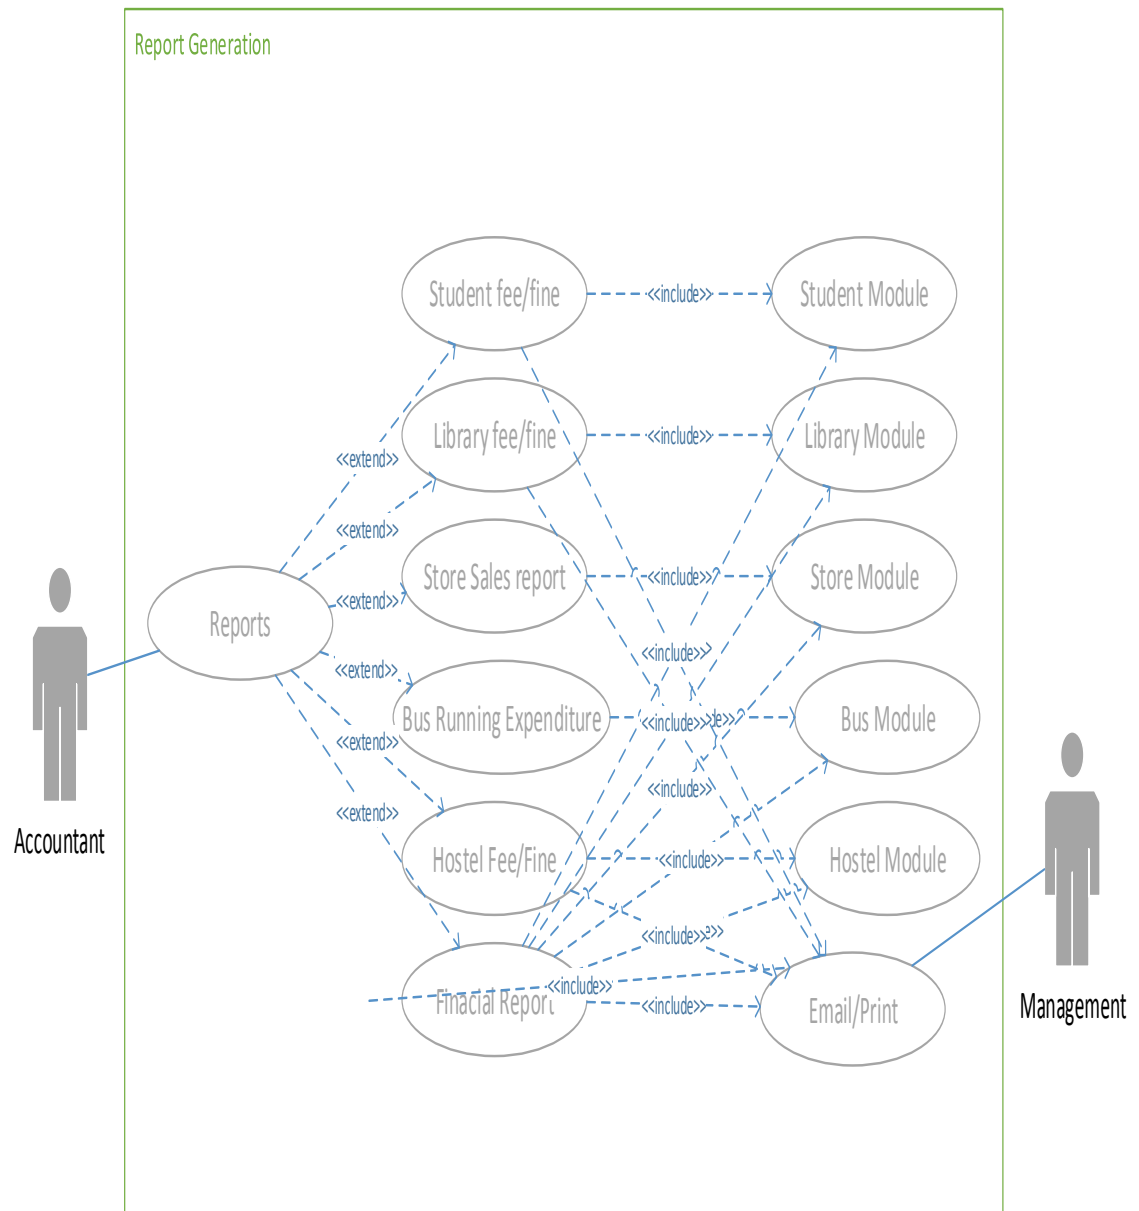 Report Generation
Student fee/fine
<<include>>
Student Module
Library fee/fine
<<include>>
Library Module
<<extend>>
<<extend>>
Store Sales report
<<include>>
Store Module
<<extend>>
Reports
<<include>>
<<extend>>
Bus Running Expenditure
<<include>>
Bus Module
<<extend>>
<<include>>
<<extend>>
Accountant
Hostel Fee/Fine
<<include>>
Hostel Module
<<include>>
<<include>>
Finacial Report
<<include>>
Email/Print
Management